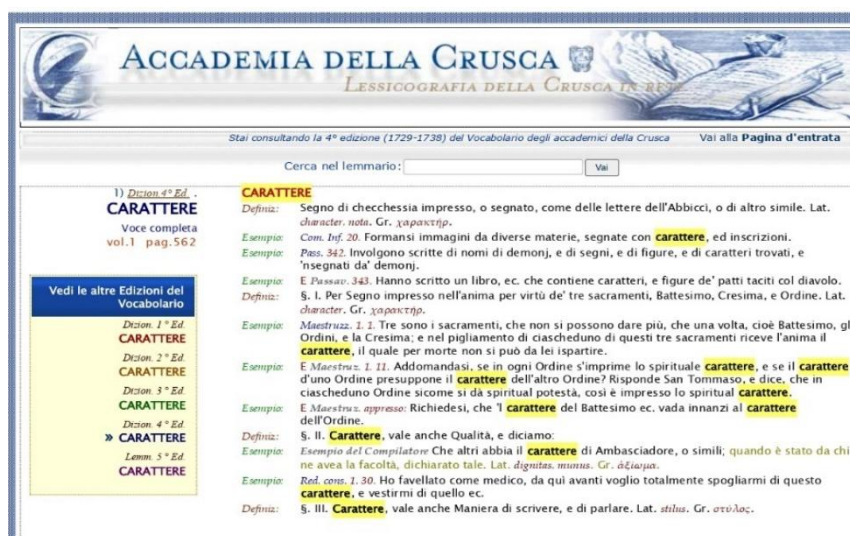 ACCADEMIA DELLA CRUSCA
LESSICOGRAFIA DELLA CRUSCA IN RETE
Stai consultando la 4° edizione (1729-1738) del Vocabolario degli accademici della Crusca
Vai alla Pagina d'entrata
Cerca nel lemmario:
Vai
1) Dizion. 4° Ed. .
CARATTERE
Voce completa
vol.1 pag.562
Vedi le altre Edizioni del
Vocabolario
Dizion. 1 ° Ed.
CARATTERE
Dizion. 2 ° Ed.
CARATTERE
Dizion. 3 ° Ed.
CARATTERE
Dizion. 4 ° Ed.
» CARATTERE
Lemm. 5 ° Ed.
CARATTERE
CARATTERE
Definiz: Segno di checchessia impresso, o segnato, come delle lettere dell'Abbicci, o di altro simile. Lat.
character, nota. Gr. χαρακτήρ.
Esempio: Com. Inf. 20. Formansi immagini da diverse materie, segnate con carattere, ed inscrizioni.
Esempio: Pass. 342. Involgono scritte di nomi di demonj, e di segni, e di figure, e di caratteri trovati, e
'nsegnati da' demonj.
Esempio: E Passav. 343. Hanno scritto un libro, ec. che contiene caratteri, e figure de' patti taciti col diavolo.
Definiz: §. I. Per Segno impresso nell'anima per virtù de' tre sacramenti, Battesimo, Cresima, e Ordine. Lat.
character. Gr. χαρακτήρ.
Esempio: Maestruzz. 1. 1. Tre sono i sacramenti, che non si possono dare più, che una volta, cioè Battesimo, gl
Ordini, e la Cresima; e nel pigliamento di ciascheduno di questi tre sacramenti riceve l'anima il
carattere, il quale per morte non si può da lei ispartire.
Esempio: E Maestruz. 1. 11. Addomandasi, se in ogni Ordine s'imprime lo spirituale carattere, e se il carattere
d'uno Ordine presuppone il carattere dell'altro Ordine? Risponde San Tommaso, e dice, che in
ciascheduno Ordine sicome si dà spiritual potestà, così è impresso lo spiritual carattere.
Esempio: E Maestruz. appresso: Richiedesi, che 'l carattere del Battesimo ec. vada innanzi al carattere
dell'Ordine.
Definiz: §. II. Carattere, vale anche Qualità, e diciamo:
Esempio: Esempio del Compilatore Che altri abbia il carattere di Ambasciadore, o simili; quando è stato da chi
ne avea la facoltà, dichiarato tale. Lat. dignitas, munus. Gr. ἀξίωμα.
Esempio: Red. cons. 1. 30. Ho favellato come medico, da quì avanti voglio totalmente spogliarmi di questo
carattere, e vestirmi di quello ec.
Definiz: §. III. Carattere, vale anche Maniera di scrivere, e di parlare. Lat. stilus. Gr. στύλος.